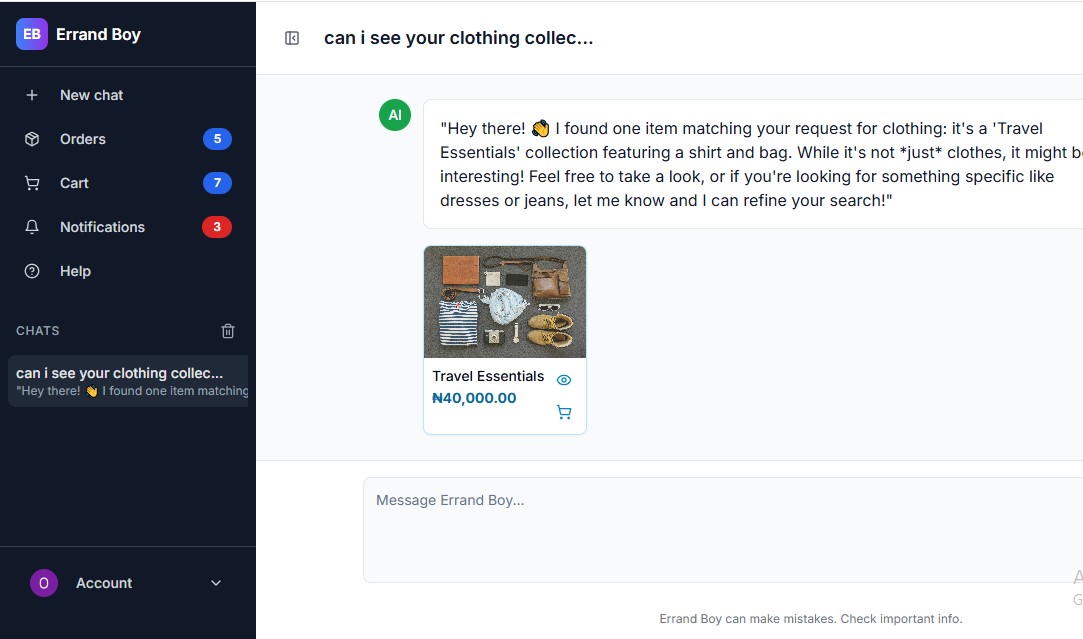 EB Errand Boy
New chat
Orders 5
Cart 7
Notifications 3
Help
CHATS
can i see your clothing collec...
"Hey there! 👋 I found one item matching
O Account
can i see your clothing collec...
AI
"Hey there! 👋 I found one item matching your request for clothing: it's a 'Travel
Essentials' collection featuring a shirt and bag. While it's not *just* clothes, it might
interesting! Feel free to take a look, or if you're looking for something specific like
dresses or jeans, let me know and I can refine your search!"
Travel Essentials
₦40,000.00
Message Errand Boy...
Errand Boy can make mistakes. Check important info.